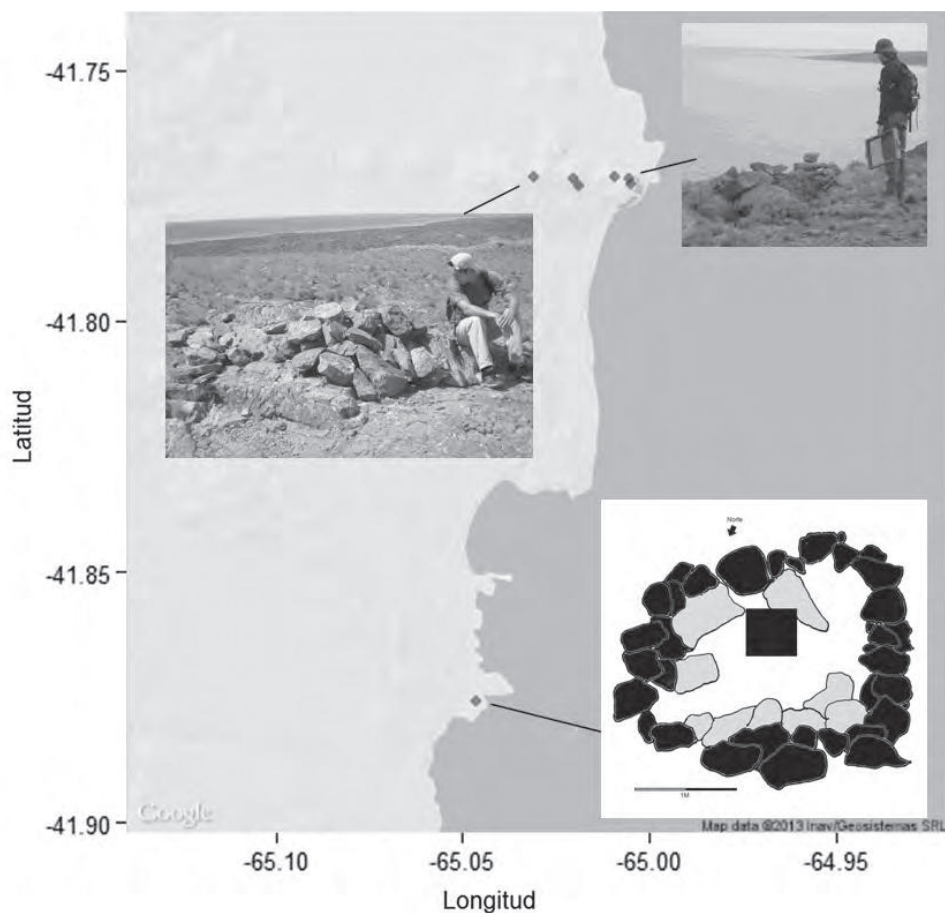 -41.75
-41.80
-41.85
-41.90
Latitud
Norte
1M
Google
Map data ©2013 Inav/Geosistemas SRL
-65.10
-65.05
-65.00
-64.95
Longitud